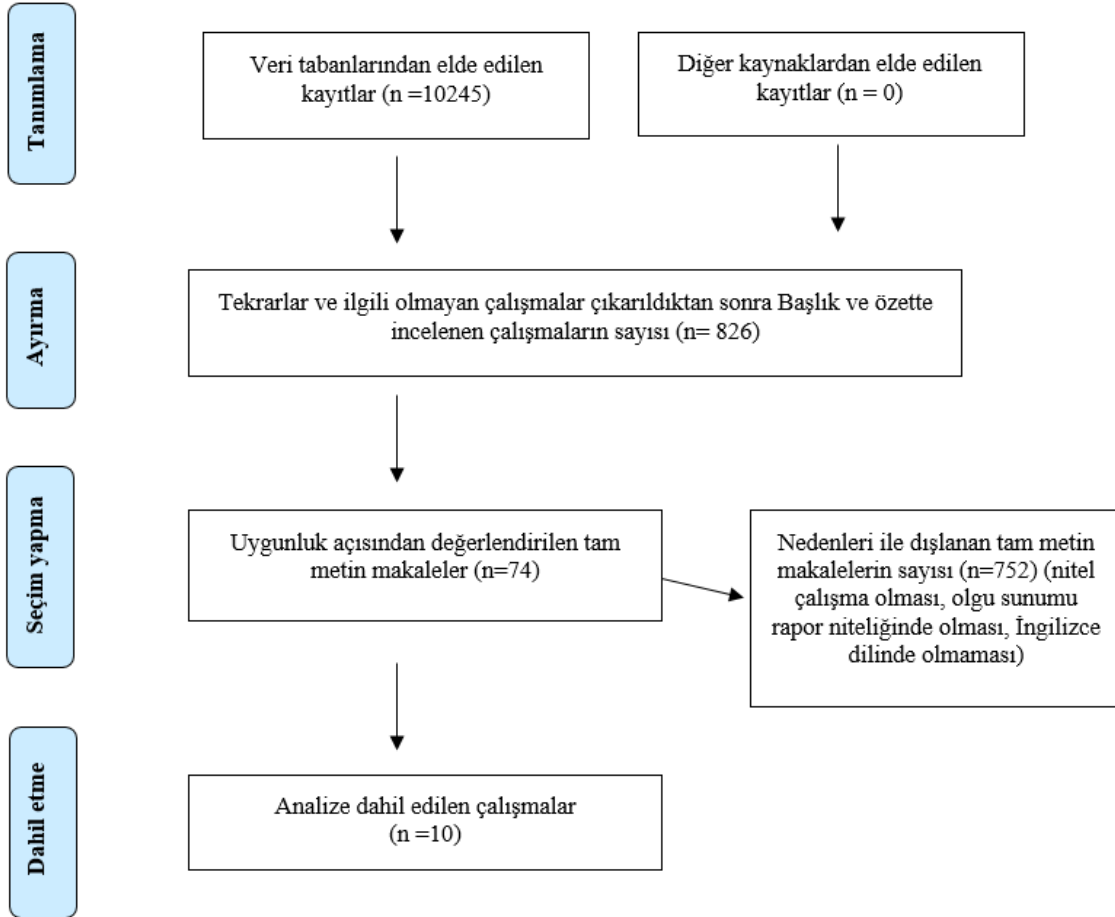 Tanımlama
Veri tabanlarından elde edilen
kayıtlar (n =10245)
Diğer kaynaklardan elde edilen
kayıtlar (n = 0)
Ayırma
Tekrarlar ve ilgili olmayan çalışmalar çıkarıldıktan sonra Başlık ve özette
incelenen çalışmaların sayısı (n= 826)
Seçim yapma
Uygunluk açısından değerlendirilen tam
metin makaleler (n=74)
Nedenleri ile dışlanan tam metin
makalelerin sayısı (n=752) (nitel
çalışma olması, olgu sunumu
rapor niteliğinde olması, İngilizce
dilinde olmaması)
Dahil etme
Analize dahil edilen çalışmalar
(n =10)